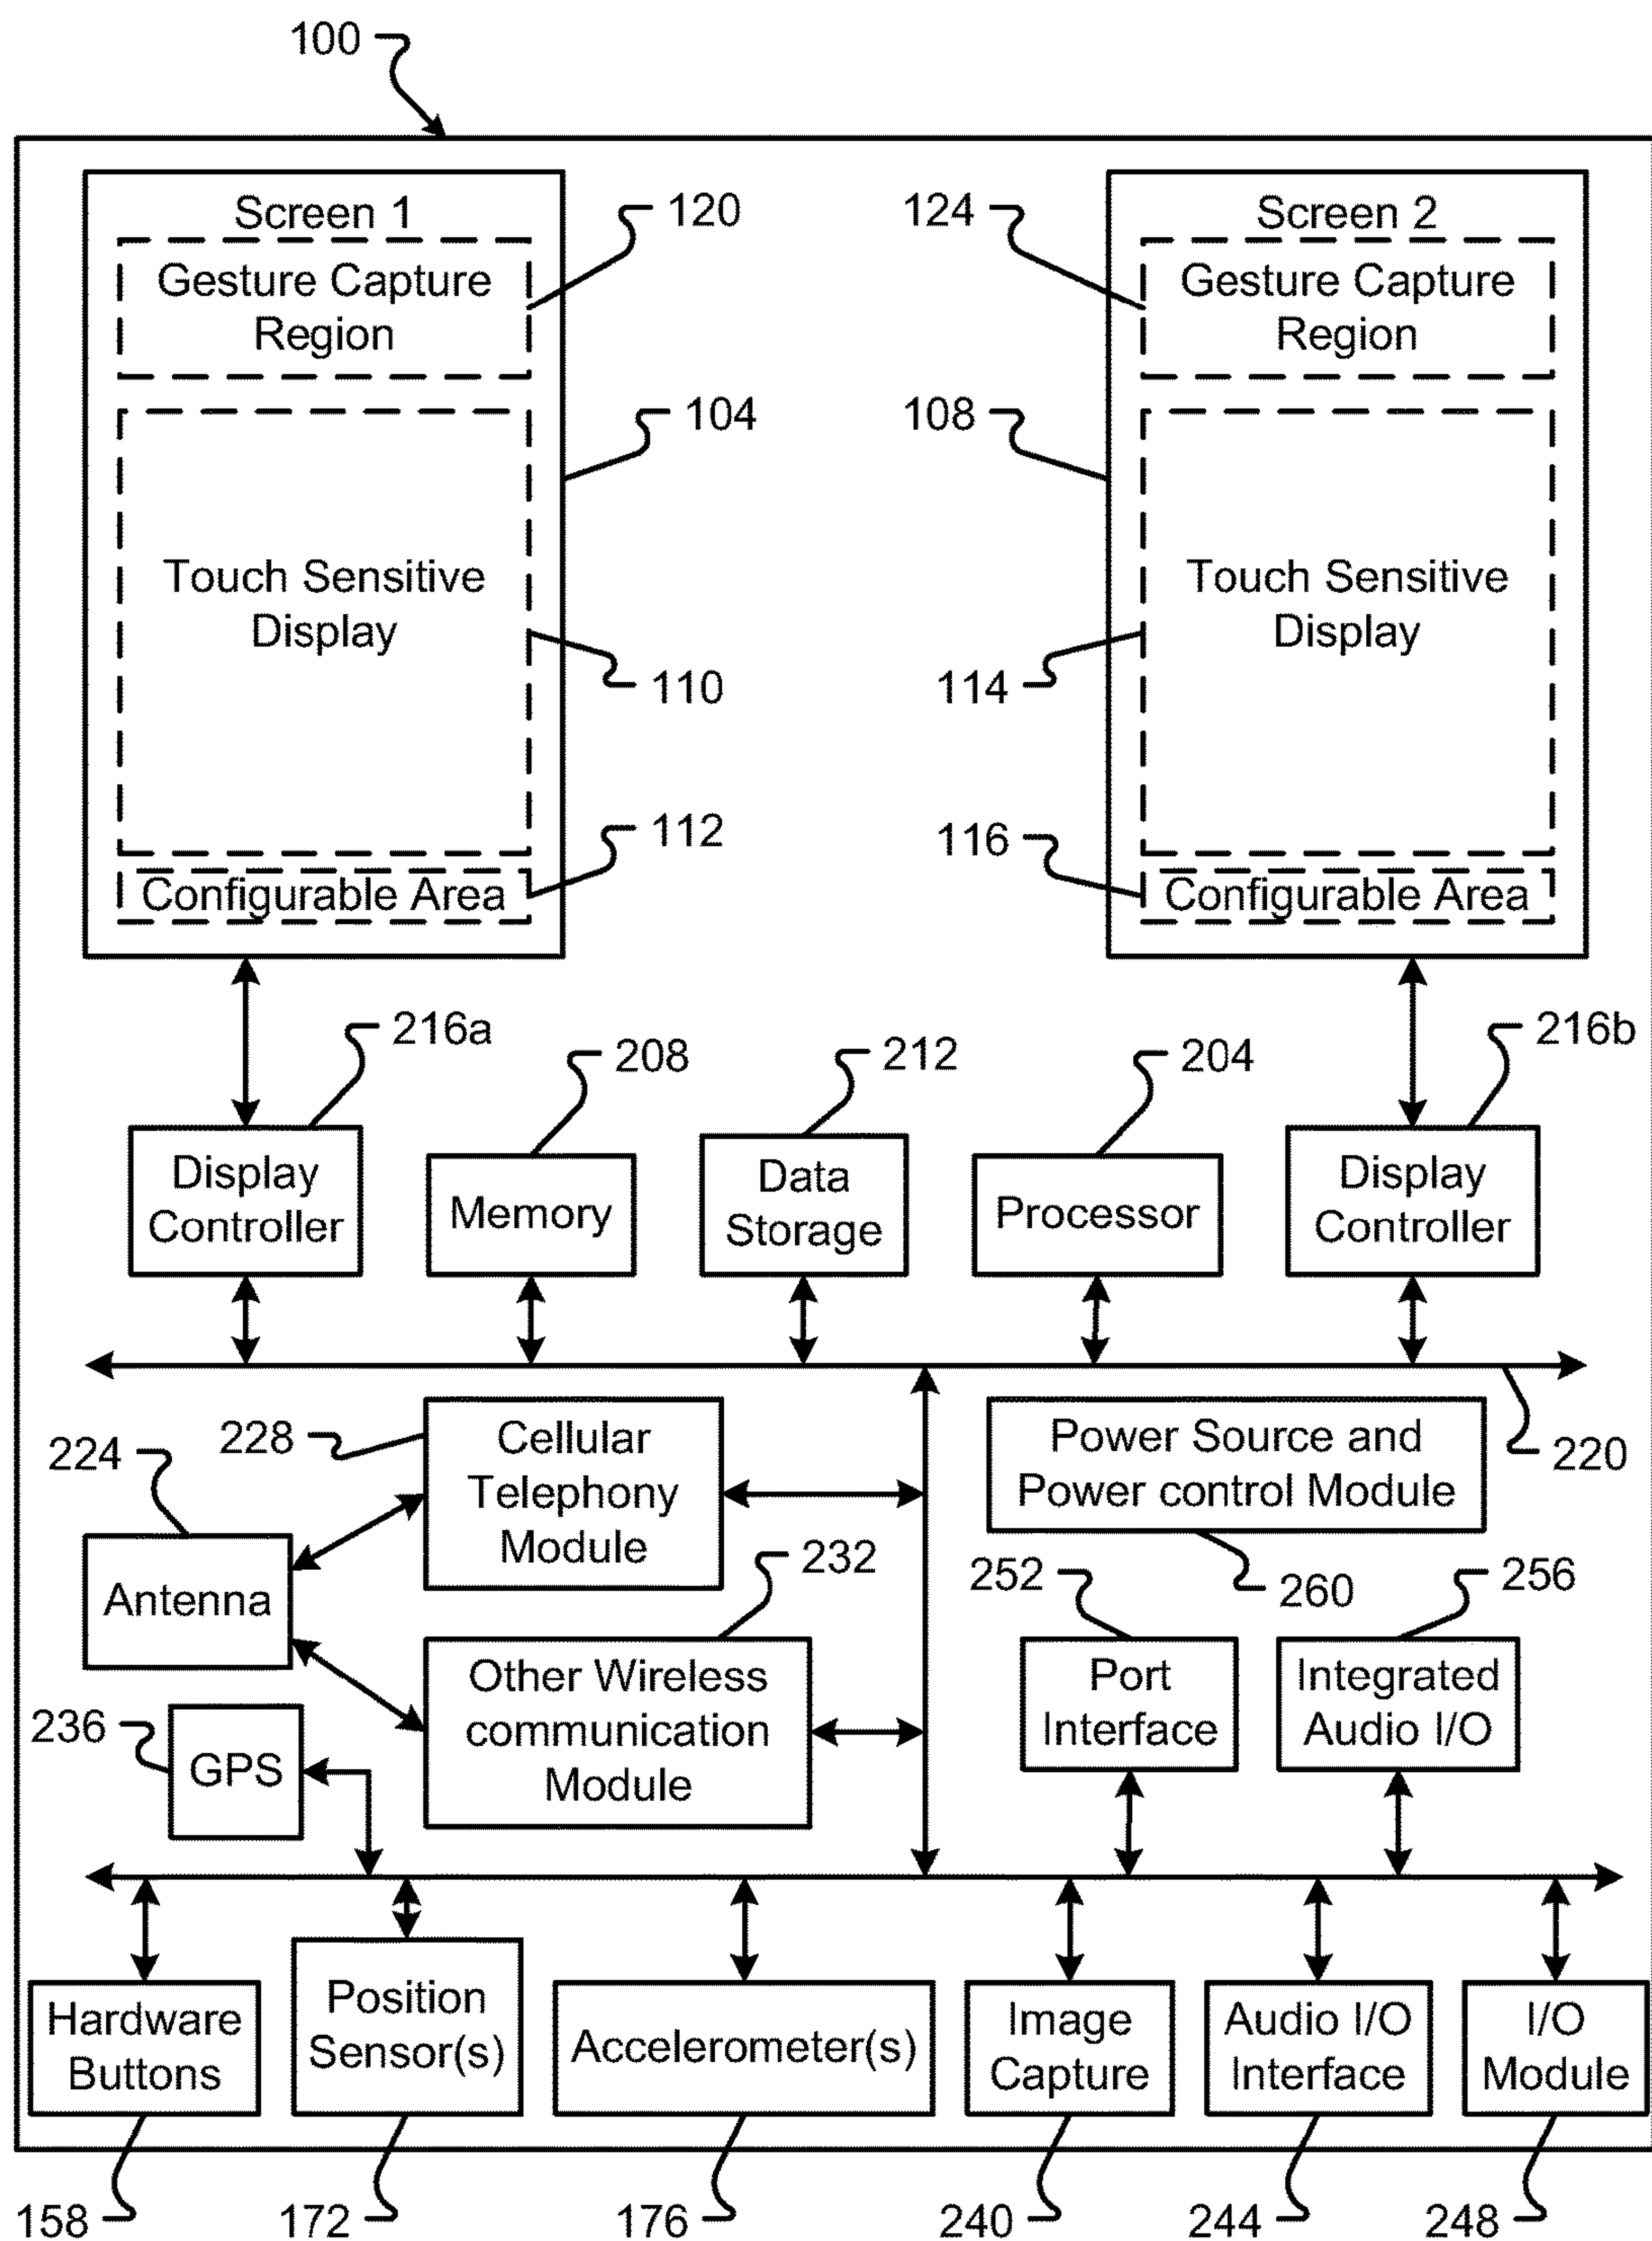 100
Screen 1
Gesture Capture
Region
120
124
Screen 2
Gesture Capture
Region
104
108
Touch Sensitive
Display
110
114
Touch Sensitive
Display
112
116
Configurable Area
Configurable Area
216a
208
212
204
216b
Display
Controller
Memory
Data
Storage
Processor
Display
Controller
220
228
Cellular
Telephony
Module
Power Source and
Power control Module
224
Antenna
232
252
260
256
Other Wireless
communication
Module
Port
Interface
Integrated
Audio I/O
236
GPS
Hardware
Buttons
Position
Sensor(s)
Accelerometer(s)
Image
Capture
Audio I/O
Interface
I/O
Module
158
172
176
240
244
248